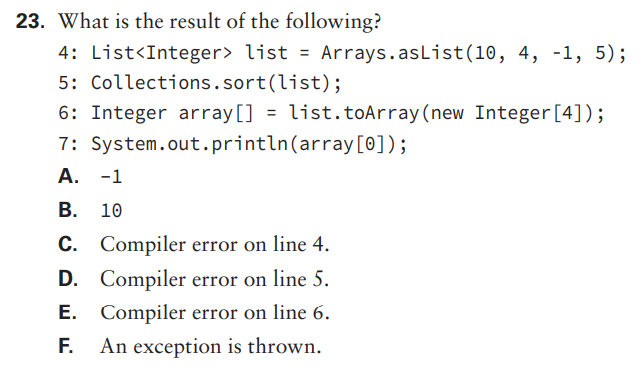 23. What is the result of the following?
4: List<Integer> list = Arrays.asList(10, 4, -1, 5);
5: Collections.sort(list);
6: Integer array[] = list.toArray(new Integer[4]);
7: System.out.println(array[0]);
A. -1
B. 10
C. Compiler error on line 4.
D. Compiler error on line 5.
E. Compiler error on line 6.
F. An exception is thrown.